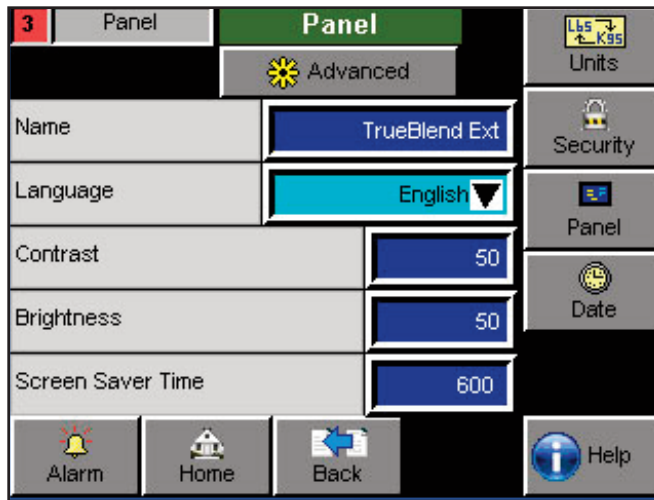 3 Panel Panel
Lbs Kgs
Units
Advanced
Name TrueBlend Ext
Security
Language English
Panel
Contrast 50
Date
Brightness 50
Screen Saver Time 600
Alarm Home Back Help